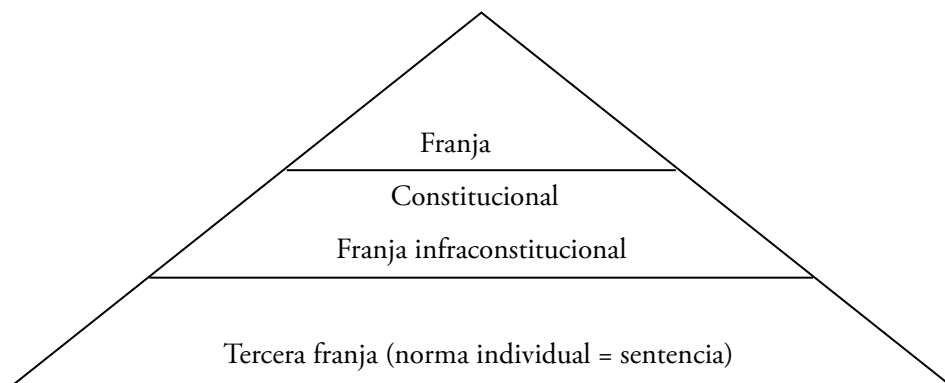 Franja
Constitucional
Franja infraconstitucional
Tercera franja (norma individual = sentencia)